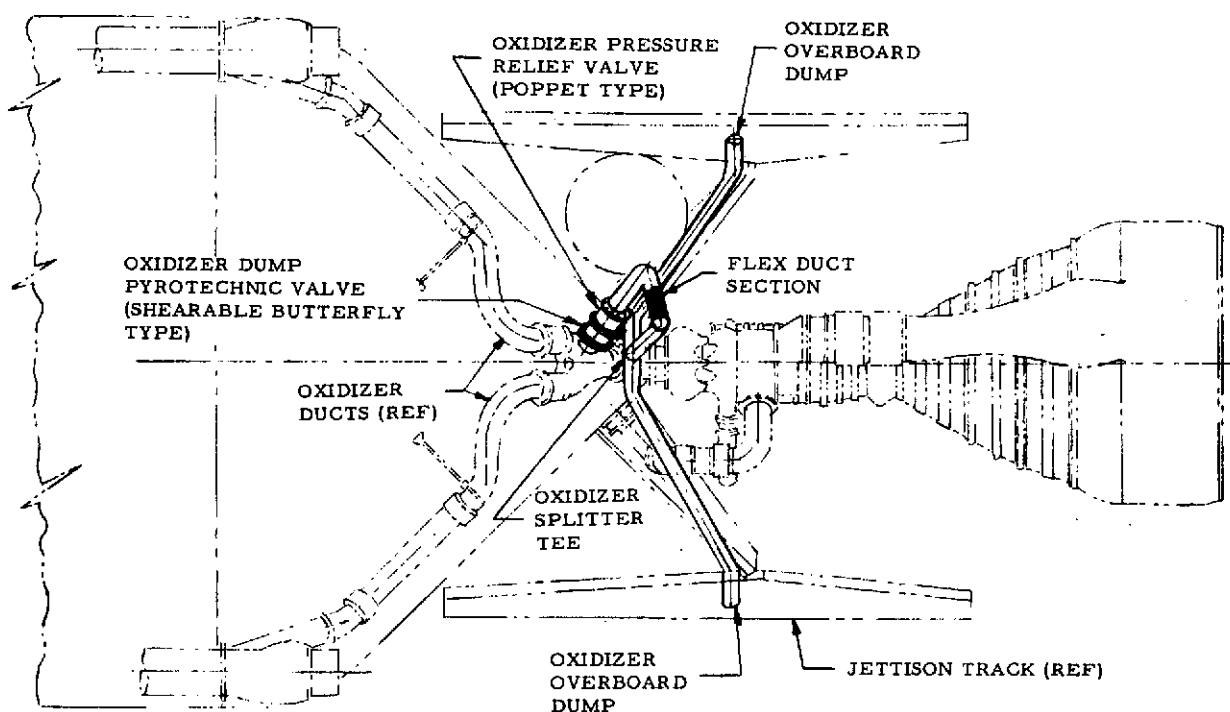 OXIDIZER PRESSURE
RELIEF VALVE
(POPPET TYPE)
OXIDIZER
OVERBOARD
DUMP
OXIDIZER DUMP
PYROTECHNIC VALVE
(SHEARABLE BUTTERFLY
TYPE)
FLEX DUCT
SECTION
OXIDIZER
DUCTS (REF)
OXIDIZER
SPLITTER
TEE
OXIDIZER
OVERBOARD
DUMP
JETTISON TRACK (REF)